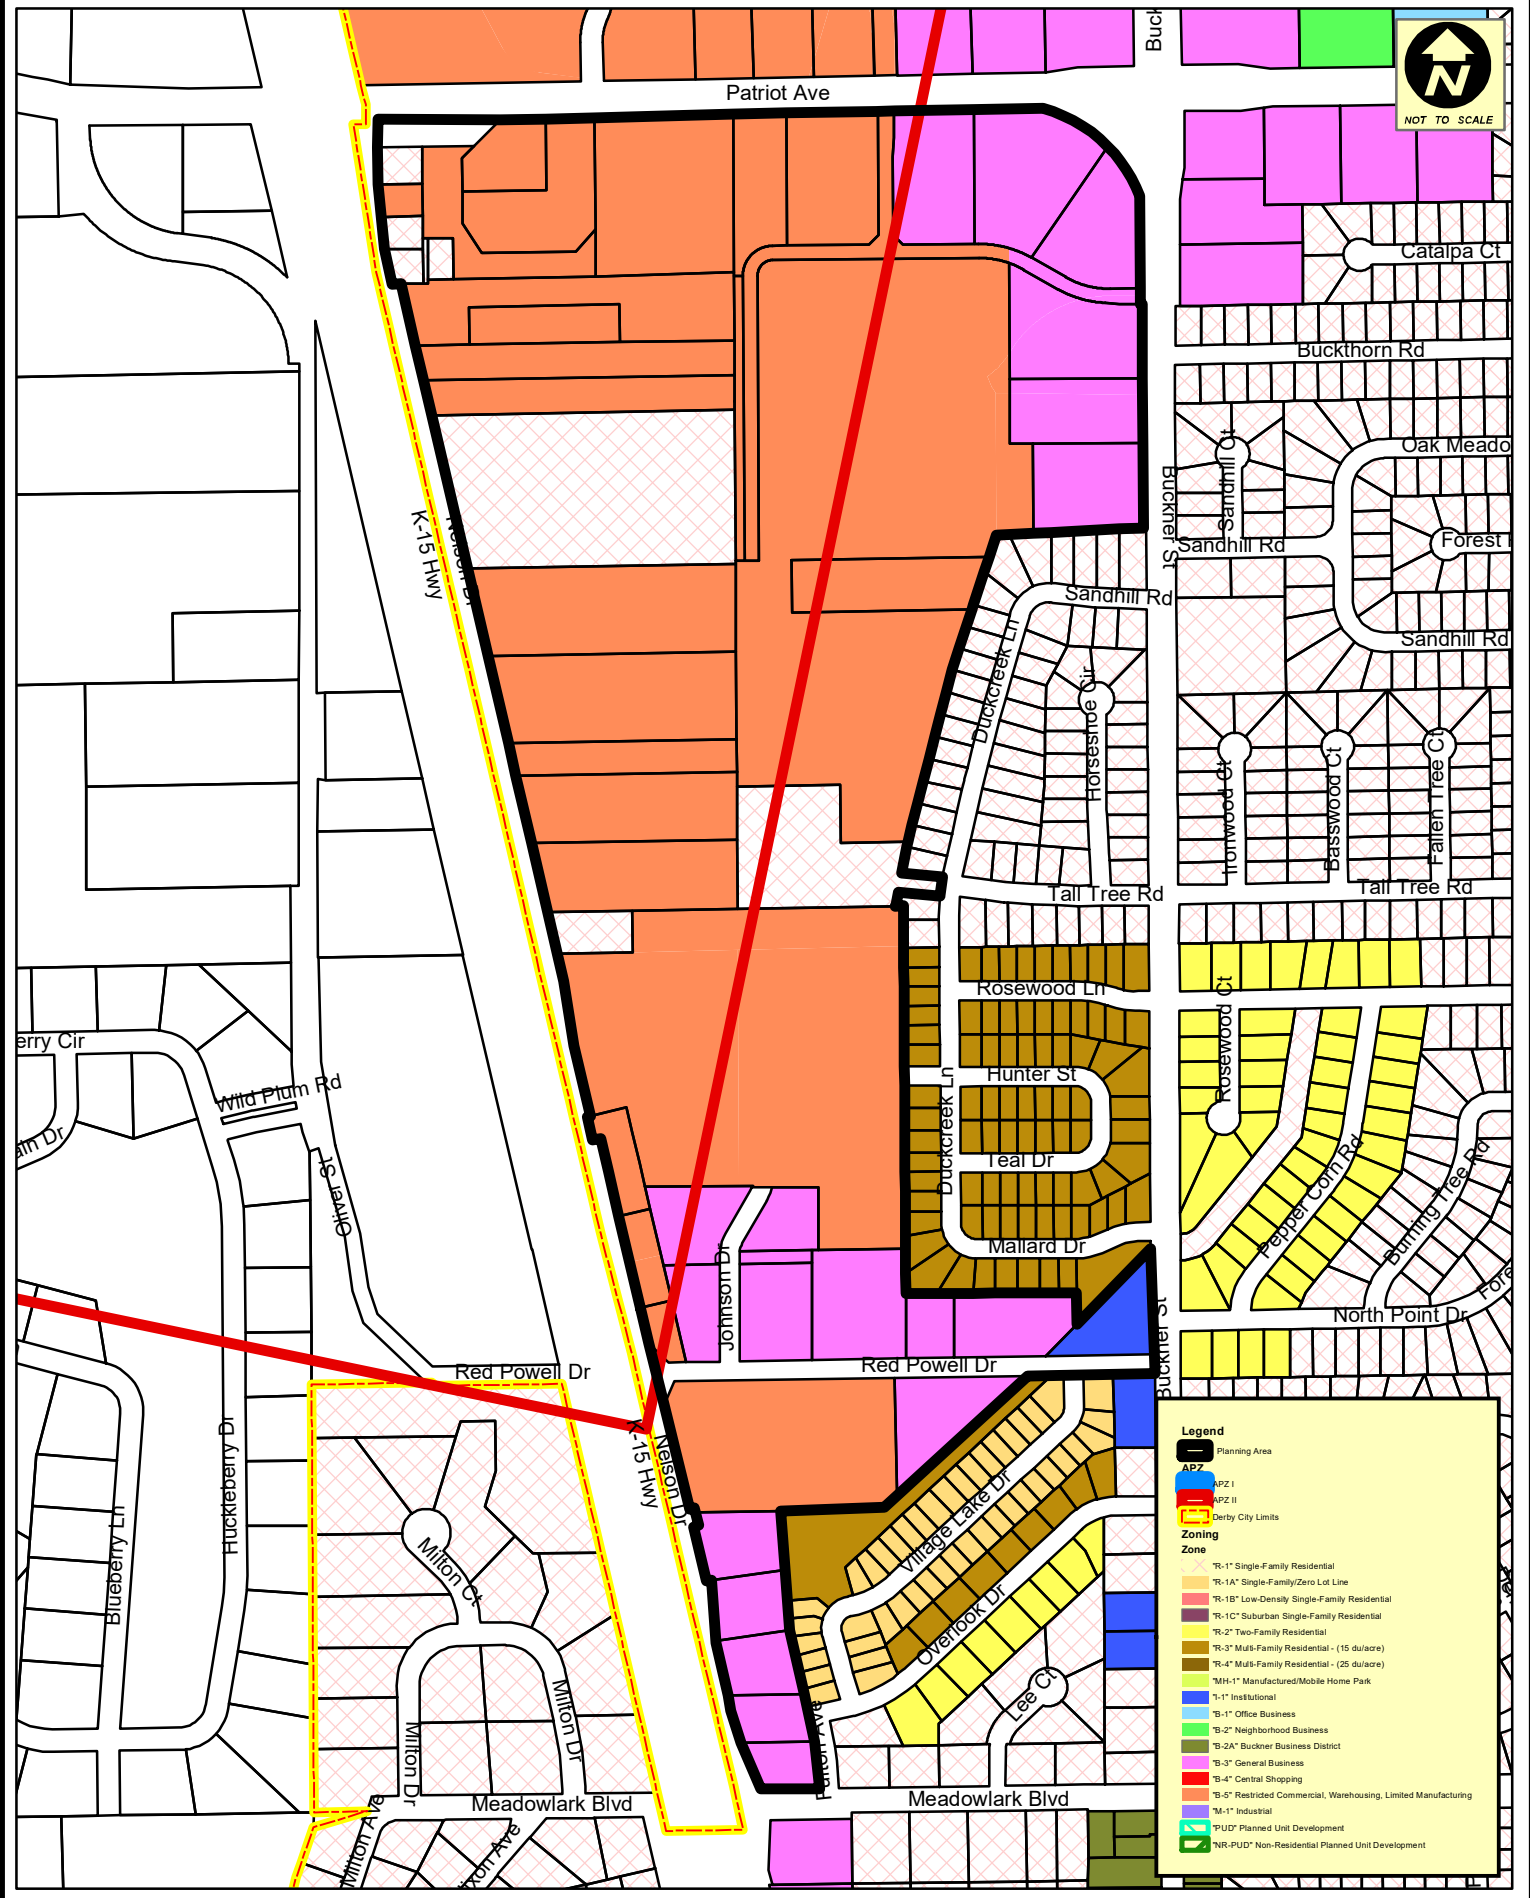 Buck
N
NOT TO SCALE
Patriot Ave
Catalpa Ct
Buckthorn Rd
Sandhill Ct
Oak Meado
Buckner St
K-15 Hwy
Nelson Dr
Sandhill Rd
Forest
Sandhill Rd
Duckcreek Ln
Sandhill Rd
Horseshoe Cir
Ironwood Ct
Basswood Ct
Fallen Tree Ct
Tall Tree Rd
Tall Tree Rd
Rosewood Ln
Rosewood Ct
erry Cir
Wild Plum Rd
ain Dr
Oliver St
Hunter St
Duckcreek Ln
Teal Dr
Mallard Dr
Pepper Corn Rd
Burning Tree Rd
Fore
North Point Dr
Johnson Dr
Red Powell Dr
Red Powell Dr
Buckner St
K-15 Hwy
Nelson Dr
Huckleberry Dr
Blueberry Ln
Milton Ct
Village Lake Dr
Overlook Dr
Lee Ct
Milton Dr
Milton Dr
Meadowlark Blvd
Meadowlark Blvd
Milton Ave
ixon Ave
Legend
Planning Area
APZ
APZ I
APZ II
Derby City Limits
Zoning
Zone
"R-1" Single-Family Residential
"R-1A" Single-Family/Zero Lot Line
"R-1B" Low-Density Single-Family Residential
"R-1C" Suburban Single-Family Residential
"R-2" Two-Family Residential
"R-3" Multi-Family Residential - (15 du/acre)
"R-4" Multi-Family Residential - (25 du/acre)
"MH-1" Manufactured/Mobile Home Park
"I-1" Institutional
"B-1" Office Business
"B-2" Neighborhood Business
"B-2A" Buckner Business District
"B-3" General Business
"B-4" Central Shopping
"B-5" Restricted Commercial, Warehousing, Limited Manufacturing
"M-1" Industrial
"PUD" Planned Unit Development
"NR-PUD" Non-Residential Planned Unit Development